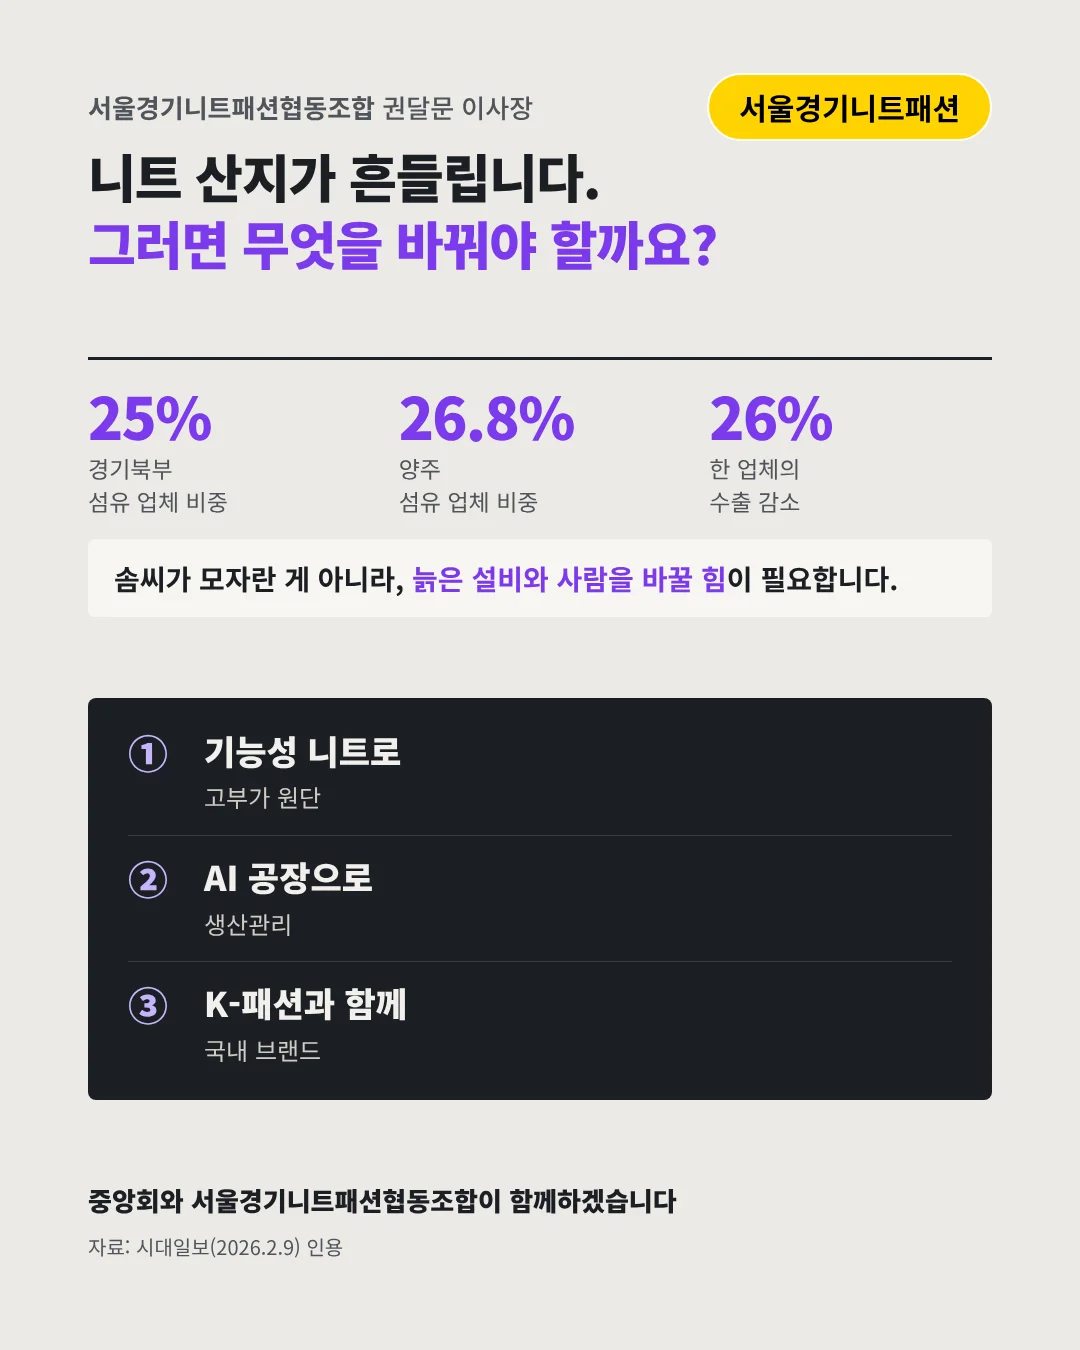 서울경기니트패션협동조합 권달문 이사장
서울경기니트패션
니트 산지가 흔들립니다.
그러면 무엇을 바꿔야 할까요?
25%
경기북부
섬유 업체 비중
26.8%
양주
섬유 업체 비중
26%
한 업체의
수출 감소
솜씨가 모자란 게 아니라, 늙은 설비와 사람을 바꿀 힘이 필요합니다.
① 기능성 니트로
고부가 원단
② AI 공장으로
생산관리
③ K-패션과 함께
국내 브랜드
중앙회와 서울경기니트패션협동조합이 함께하겠습니다
자료: 시대일보(2026.2.9) 인용